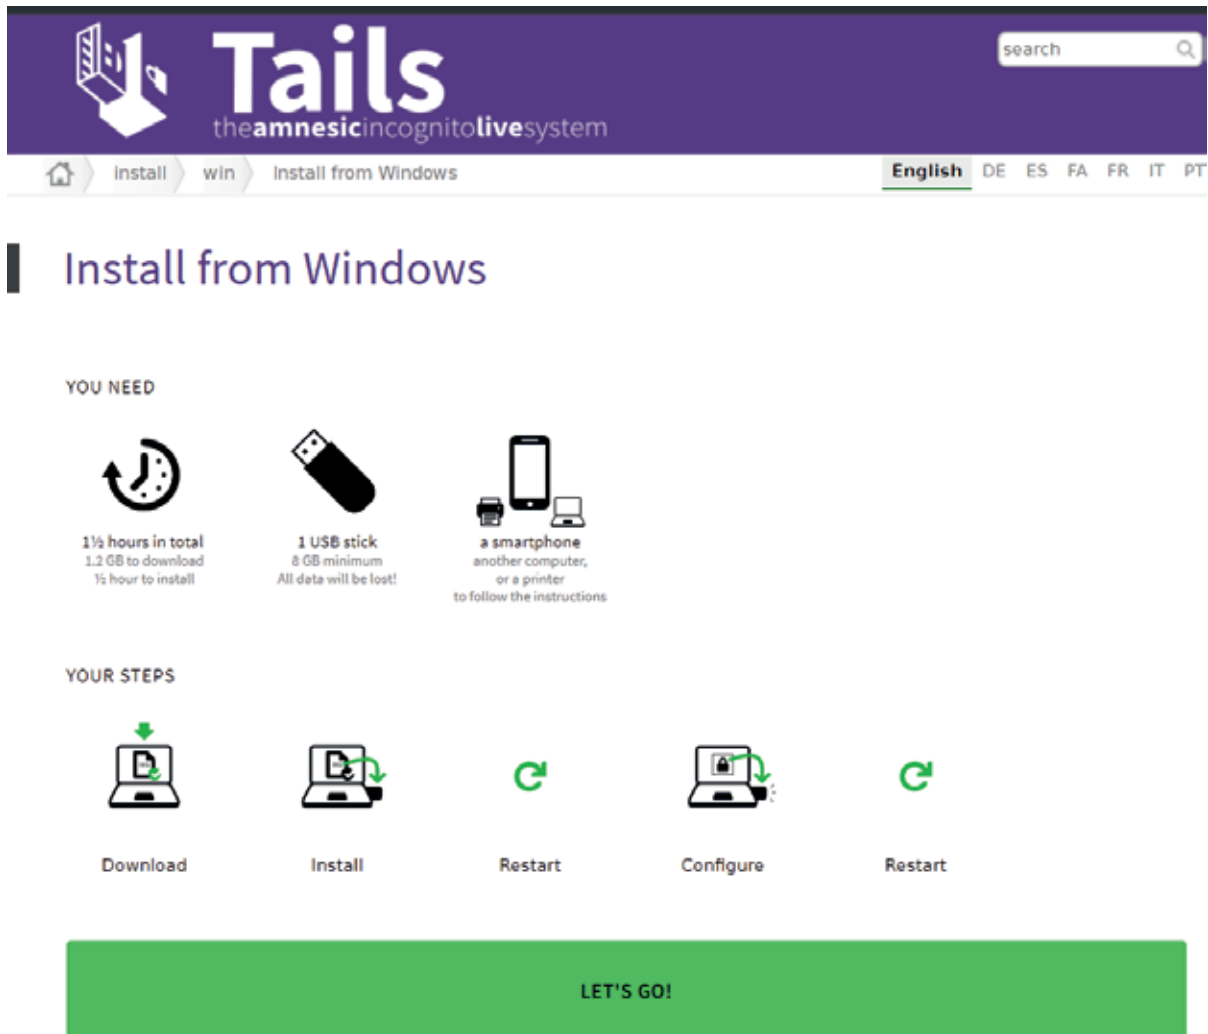 Tails
search
theamnesicincognitolivesystem
install win Install from Windows English DE ES FA FR IT PT
Install from Windows
YOU NEED
1½ hours in total 1 USB stick a smartphone
1.2 GB to download 8 GB minimum another computer,
½ hour to install All data will be lost! or a printer
to follow the instructions
YOUR STEPS
Download Install Restart Configure Restart
LET'S GO!